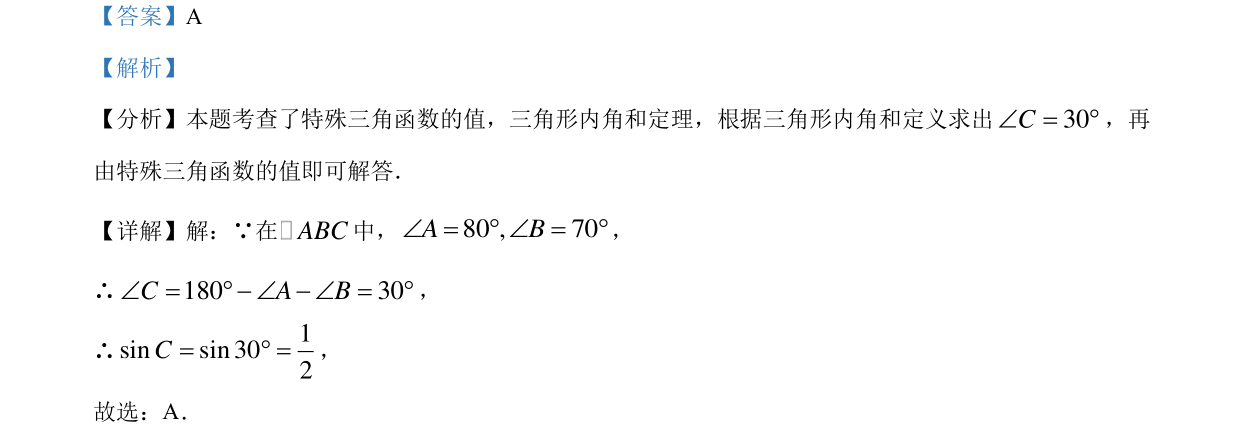 【答案】A
【解析】
【分析】本题考查了特殊三角函数的值，三角形内角和定理，根据三角形内角和定义求出∠C = 30°，再
由特殊三角函数的值即可解答．
【详解】解：∵在□ABC中，∠A = 80°, ∠B = 70°，
∴∠C = 180° − ∠A − ∠B = 30°，
∴sin C = sin 30° = 1/2，
故选：A．